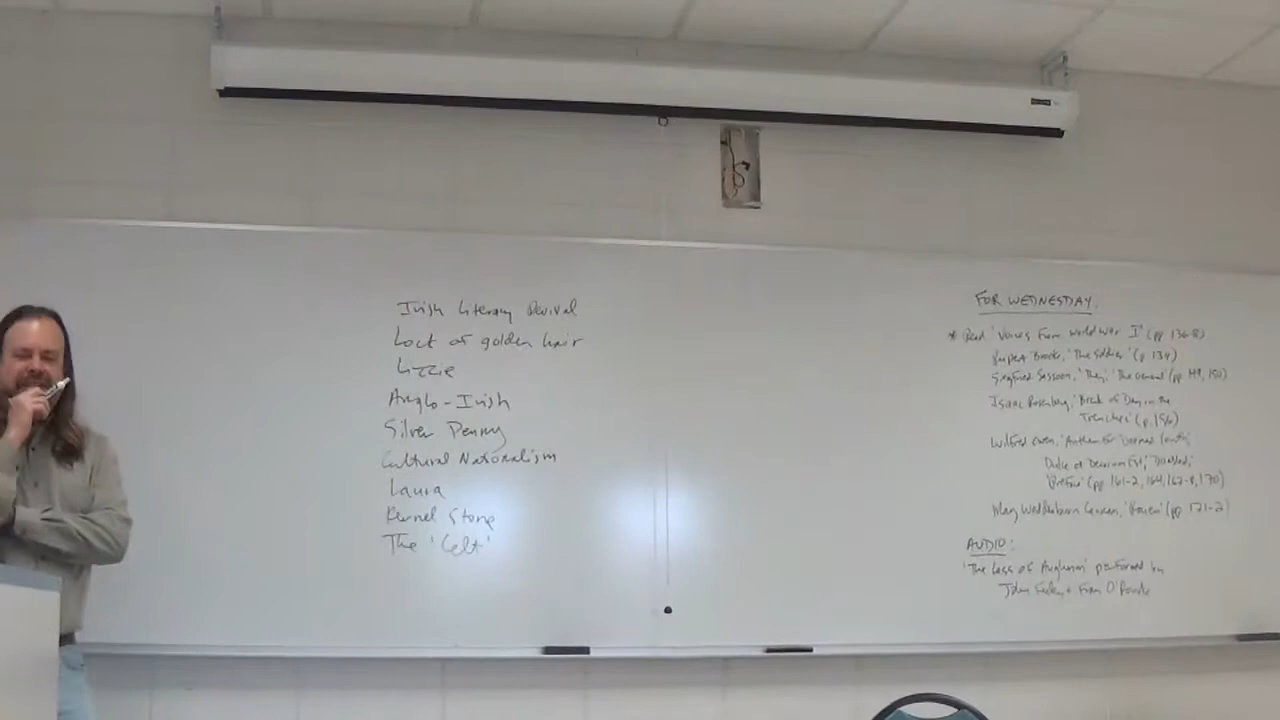 Irish Literary Revival
Lock of golden hair
Lizzie
Anglo-Irish
Silver Penny
Cultural Nationalism
Laura
Kernel Stone
The 'Celt'
FOR WEDNESDAY.
* Read 'Voices from World War I' (pp 136-8)
Rupert Brooke, 'The Soldier' (p 139)
Siegfried Sassoon, 'They', 'The General' (pp 149, 150)
Isaac Rosenberg, 'Break of Day in the
Trenches' (p 156)
Wilfred Owen, 'Anthem for Doomed Youth,'
Dulce et Decorum Est,' 'Disabled,'
'Preface' (pp 161-2, 164, 167-8, 170)
May Wedderburn Cannan, 'Rouen' (pp 171-2)
AUDIO:
'The Lass of Aughrim' performed by
John Feeley + Fran O'Rourke